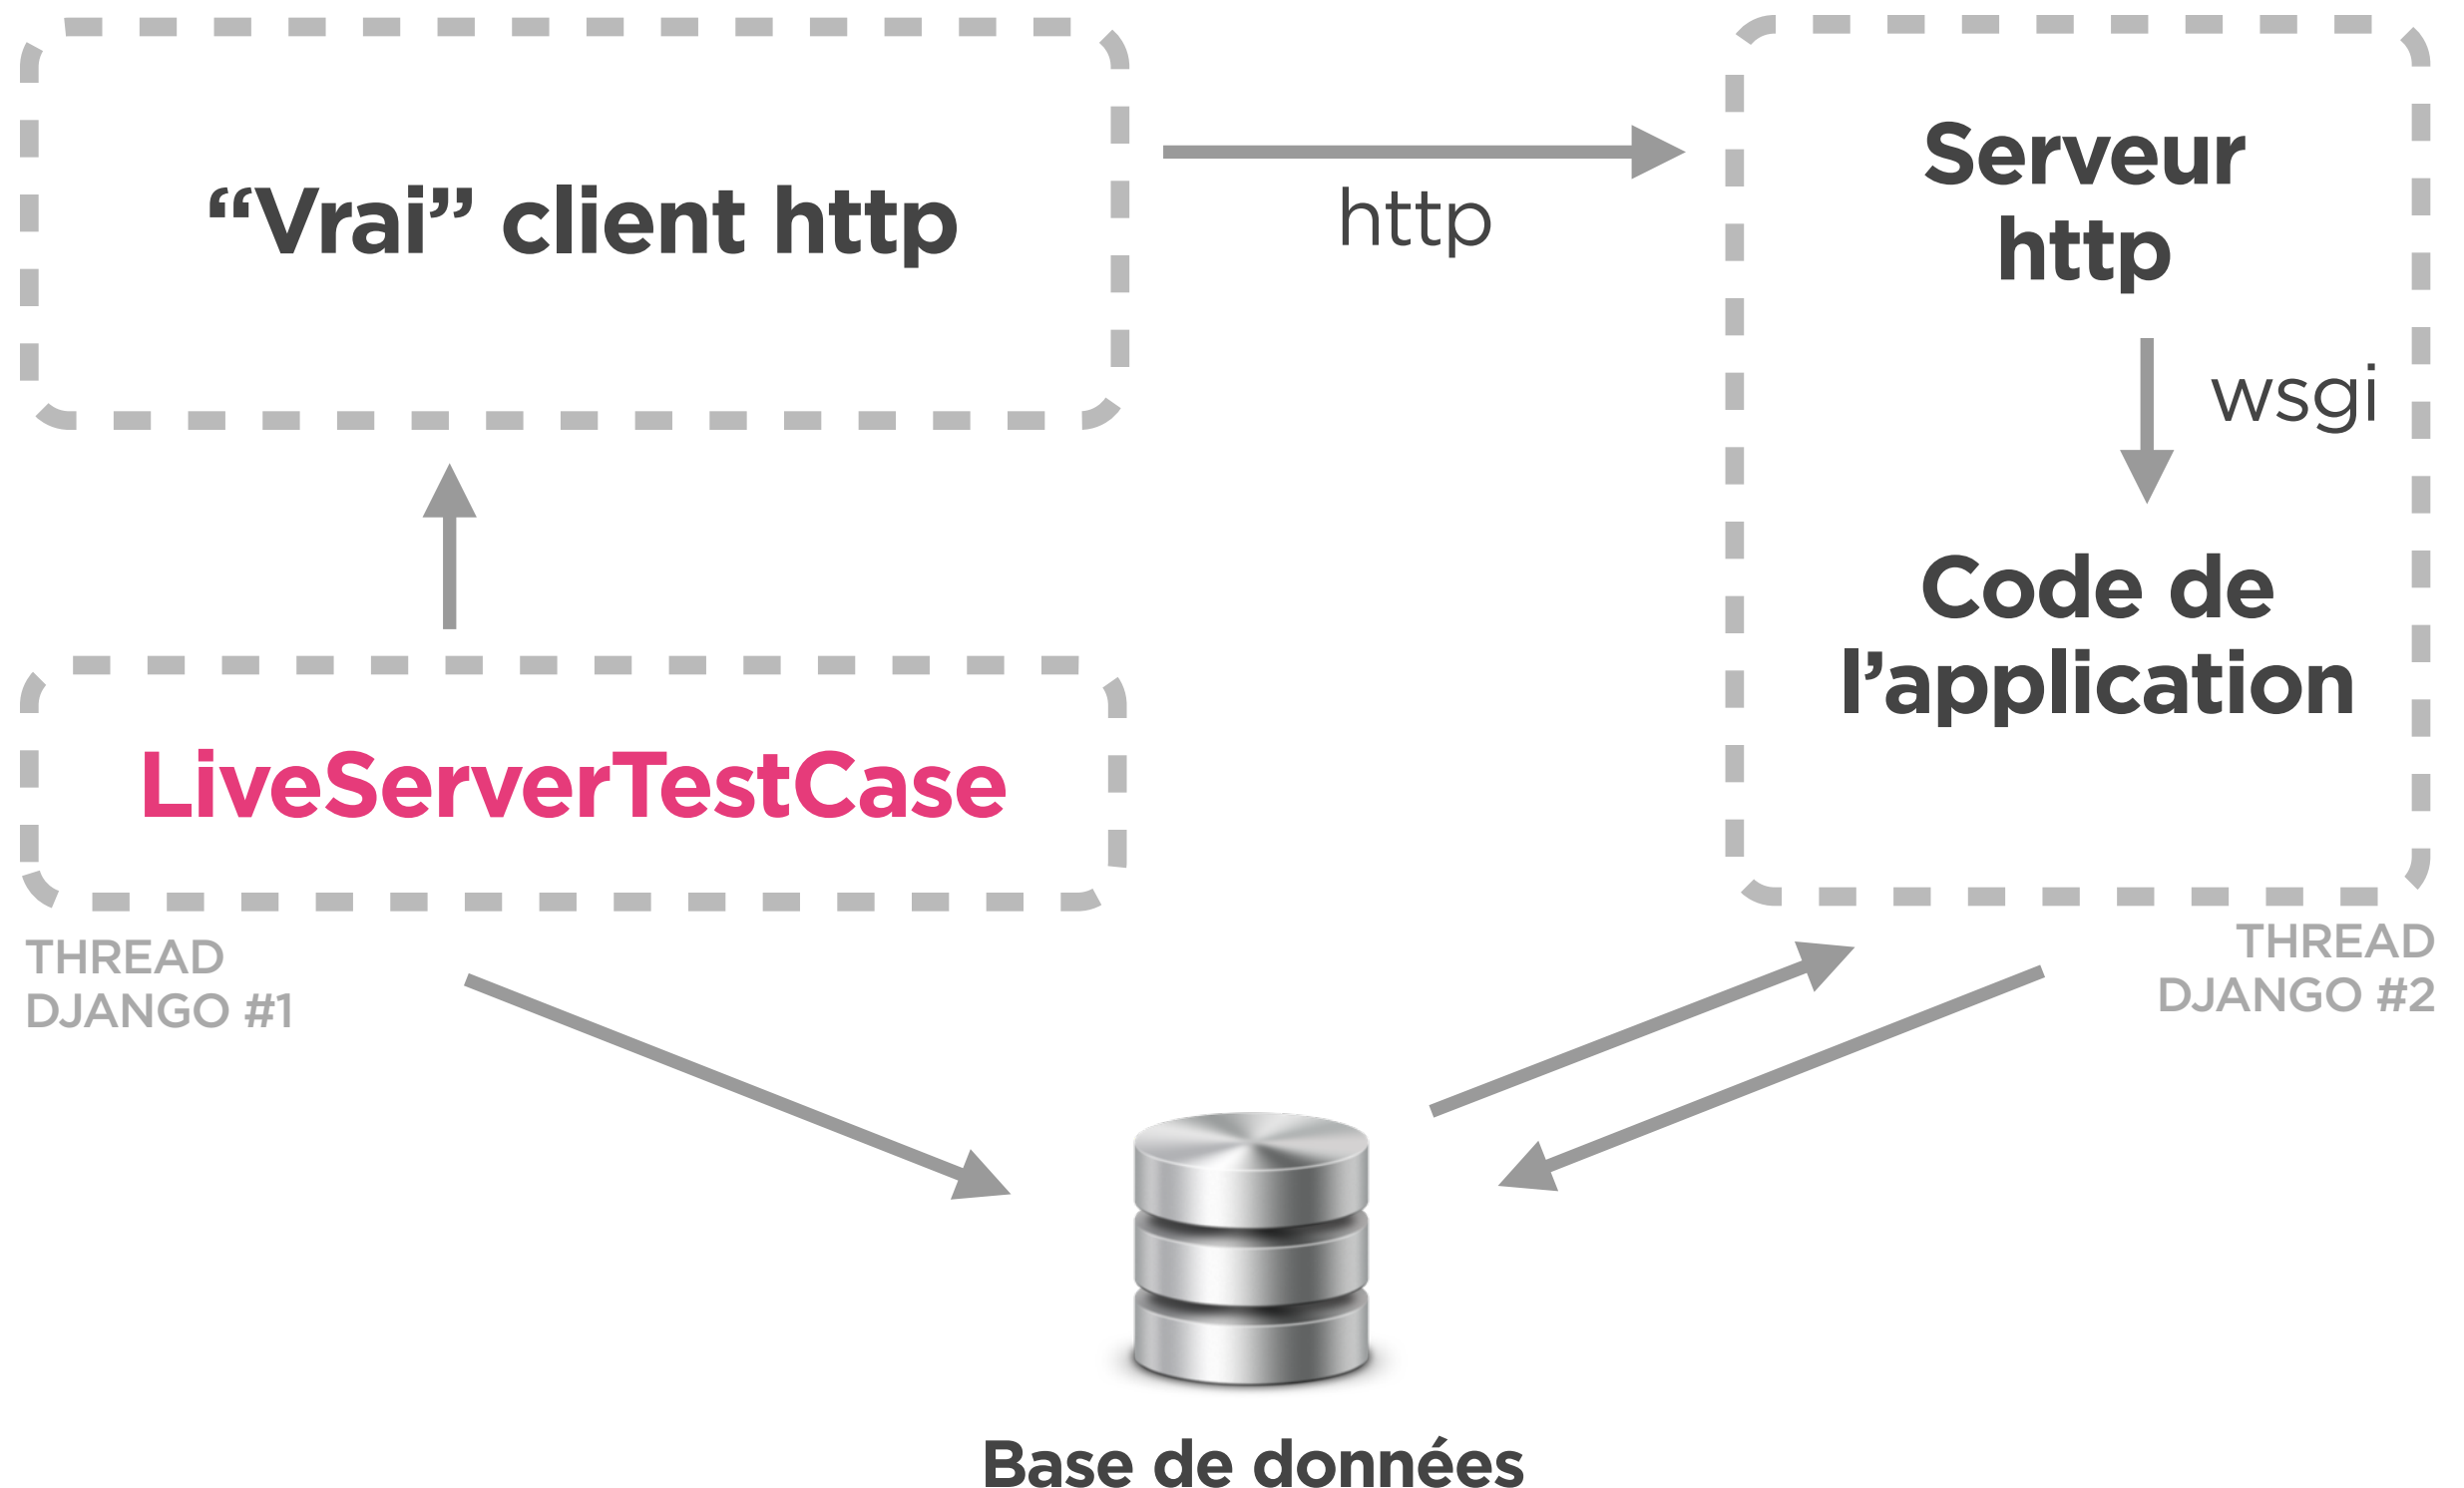 “Vrai” client http
http
Serveur
http
wsgi
Code de
l’application
LiveServerTestCase
THREAD
DJANGO #1
THREAD
DJANGO #2
Base de données